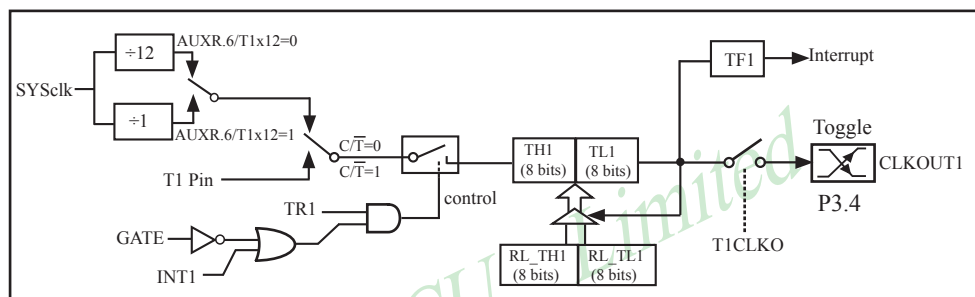 SYSclk
÷12
AUXR.6/T1x12=0
÷1
AUXR.6/T1x12=1
T1 Pin
C/T̅=0
C/T̅=1
control
TR1
GATE
INT1
TH1
(8 bits)
TL1
(8 bits)
RL_TH1
(8 bits)
RL_TL1
(8 bits)
TF1
Interrupt
Toggle
CLKOUT1
P3.4
T1CLKO
Limited